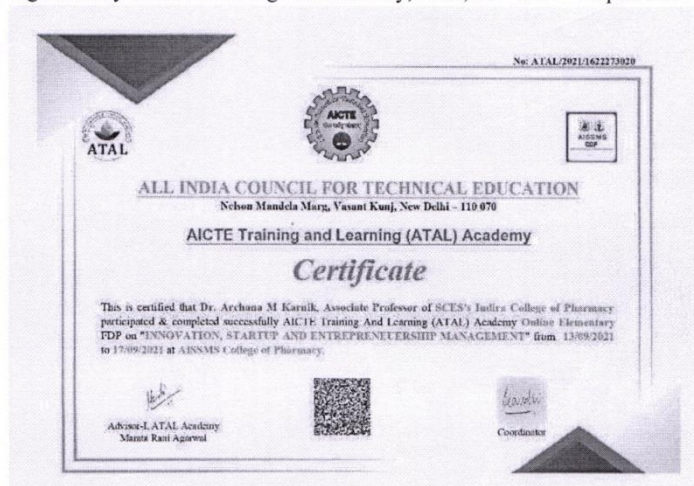 No: ATAL/2021/1622273020
ATAL
AICTE
AISSMS
COP
ALL INDIA COUNCIL FOR TECHNICAL EDUCATION
Nelson Mandela Marg, Vasant Kunj, New Delhi – 110 070
AICTE Training and Learning (ATAL) Academy
Certificate
This is certified that Dr. Archana M Karnik, Associate Professor of SCES's Indira College of Pharmacy
participated & completed successfully AICTE Training And Learning (ATAL) Academy Online Elementary
FDP on "INNOVATION, STARTUP AND ENTREPRENEURSHIP MANAGEMENT" from 13/09/2021
to 17/09/2021 at AISSMS College of Pharmacy.
Advisor-I, ATAL Academy
Mamta Rani Agarwal
Coordinator